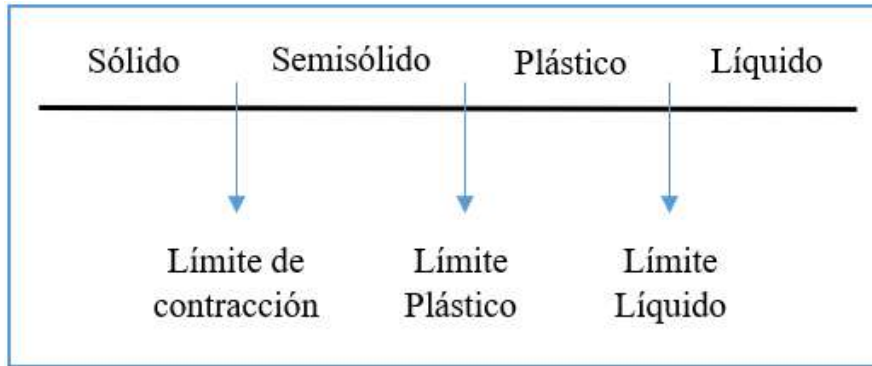 Sólido Semisólido Plástico Líquido
Límite de contracción
Límite Plástico
Límite Líquido